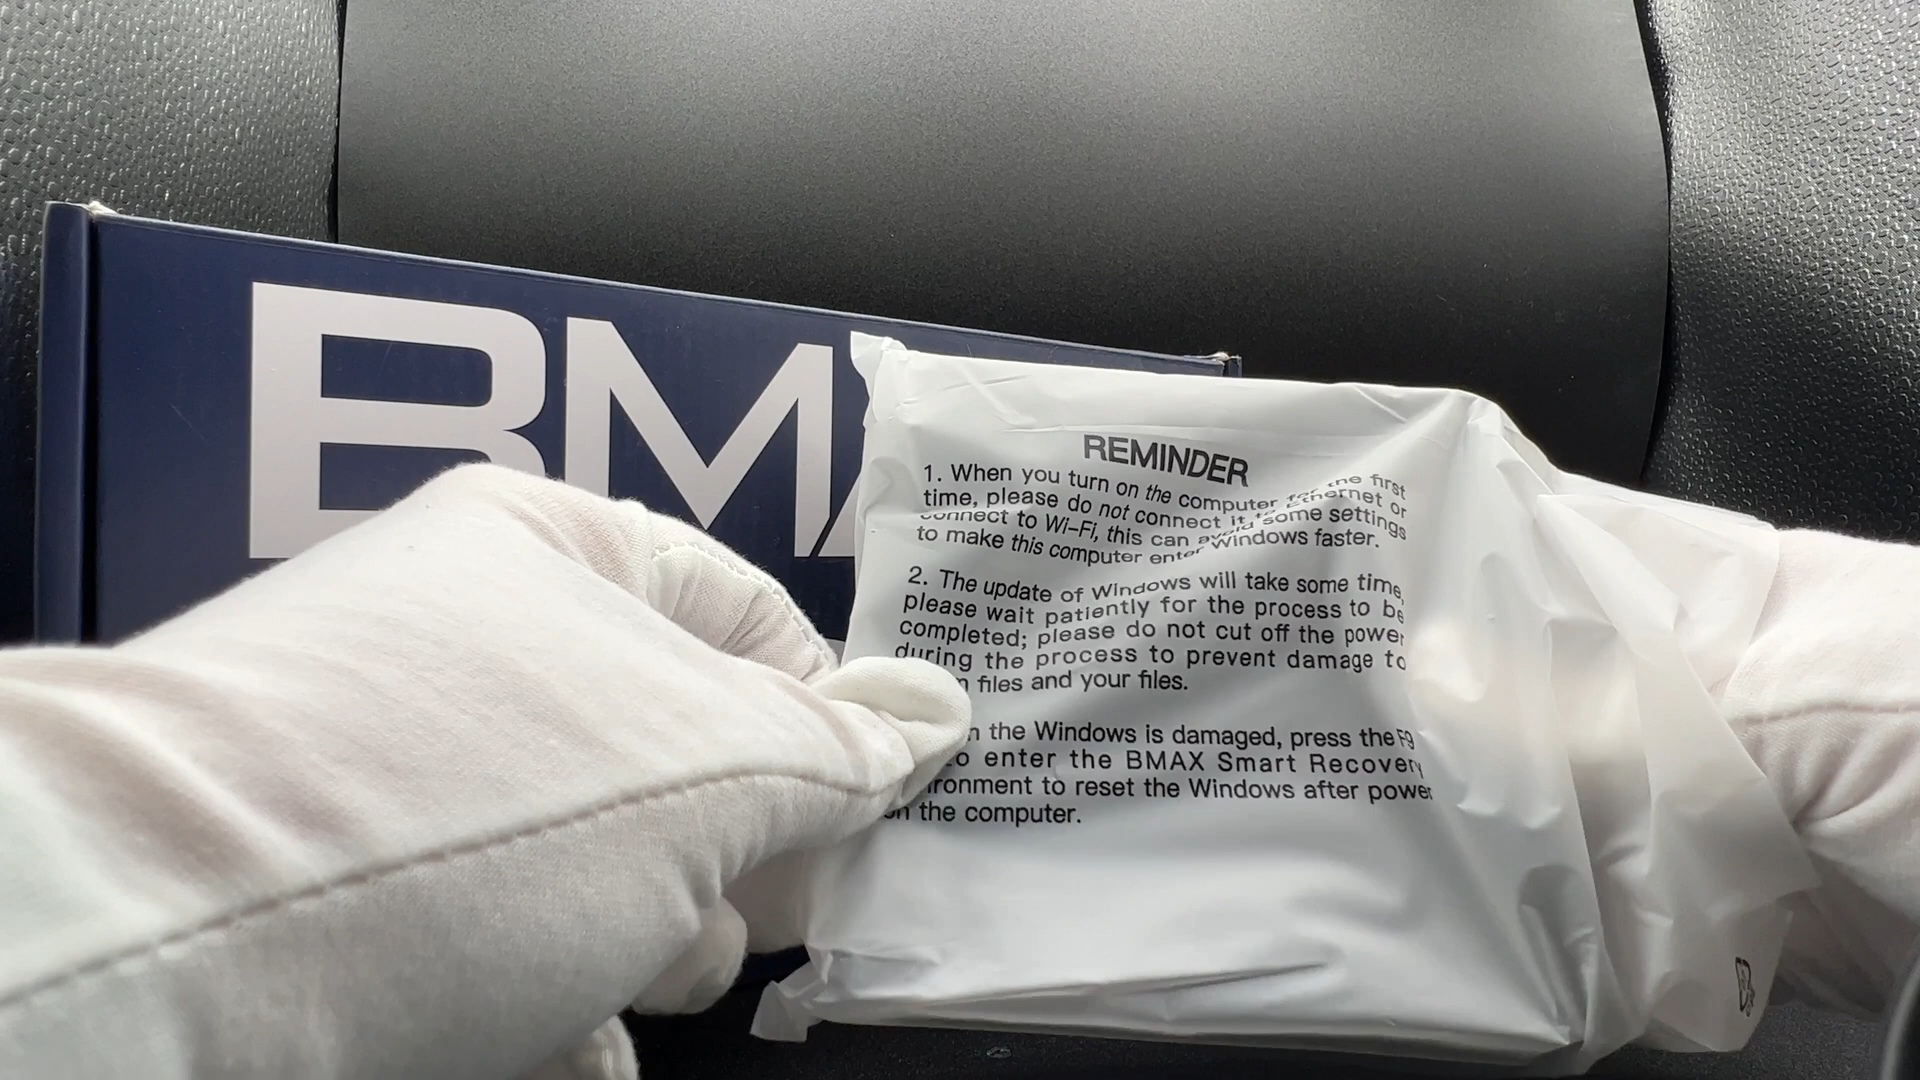 BMA
REMINDER
1. When you turn on the computer for the first
time, please do not connect it to Ethernet or
connect to Wi-Fi, this can avoid some settings
to make this computer enter Windows faster.
2. The update of Windows will take some time,
please wait patiently for the process to be
completed; please do not cut off the power
during the process to prevent damage to
files and your files.
the Windows is damaged, press the F9
to enter the BMAX Smart Recovery
ironment to reset the Windows after power
on the computer.